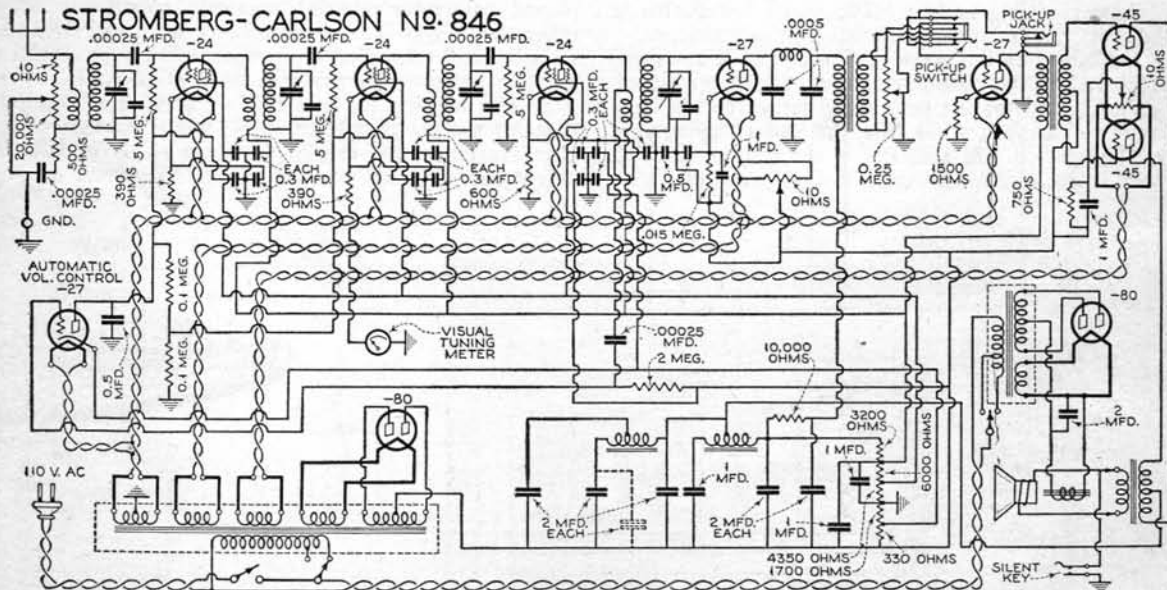 STROMBERG-CARLSON No. 846
.00025 MFD.
-24
.00025 MFD.
-24
.00025 MFD.
-24
-27
.0005 MFD.
PICK-UP JACK
-45
-27
PICK-UP SWITCH
10 OHMS
20,000 OHMS
500 OHMS
.5 MEG.
.5 MEG.
.5 MEG.
0.3 MFD. EACH
1 MFD.
10 OHMS
.00025 MFD.
390 OHMS
EACH 0.3 MFD.
390 OHMS
EACH 0.3 MFD.
600 OHMS
0.5 MFD.
.015 MEG.
10 OHMS
0.25 MEG.
1500 OHMS
750 OHMS
-45
1 MFD.
GND.
AUTOMATIC VOL. CONTROL
-27
0.5 MFD.
0.1 MEG.
0.1 MEG.
VISUAL TUNING METER
.00025 MFD.
2 MEG.
10,000 OHMS
-80
-80
3200 OHMS
6000 OHMS
1 MFD.
2 MFD.
110 V. AC
2 MFD. EACH
1 MFD.
2 MFD. EACH
1 MFD.
4350 OHMS
1700 OHMS
330 OHMS
SILENT KEY